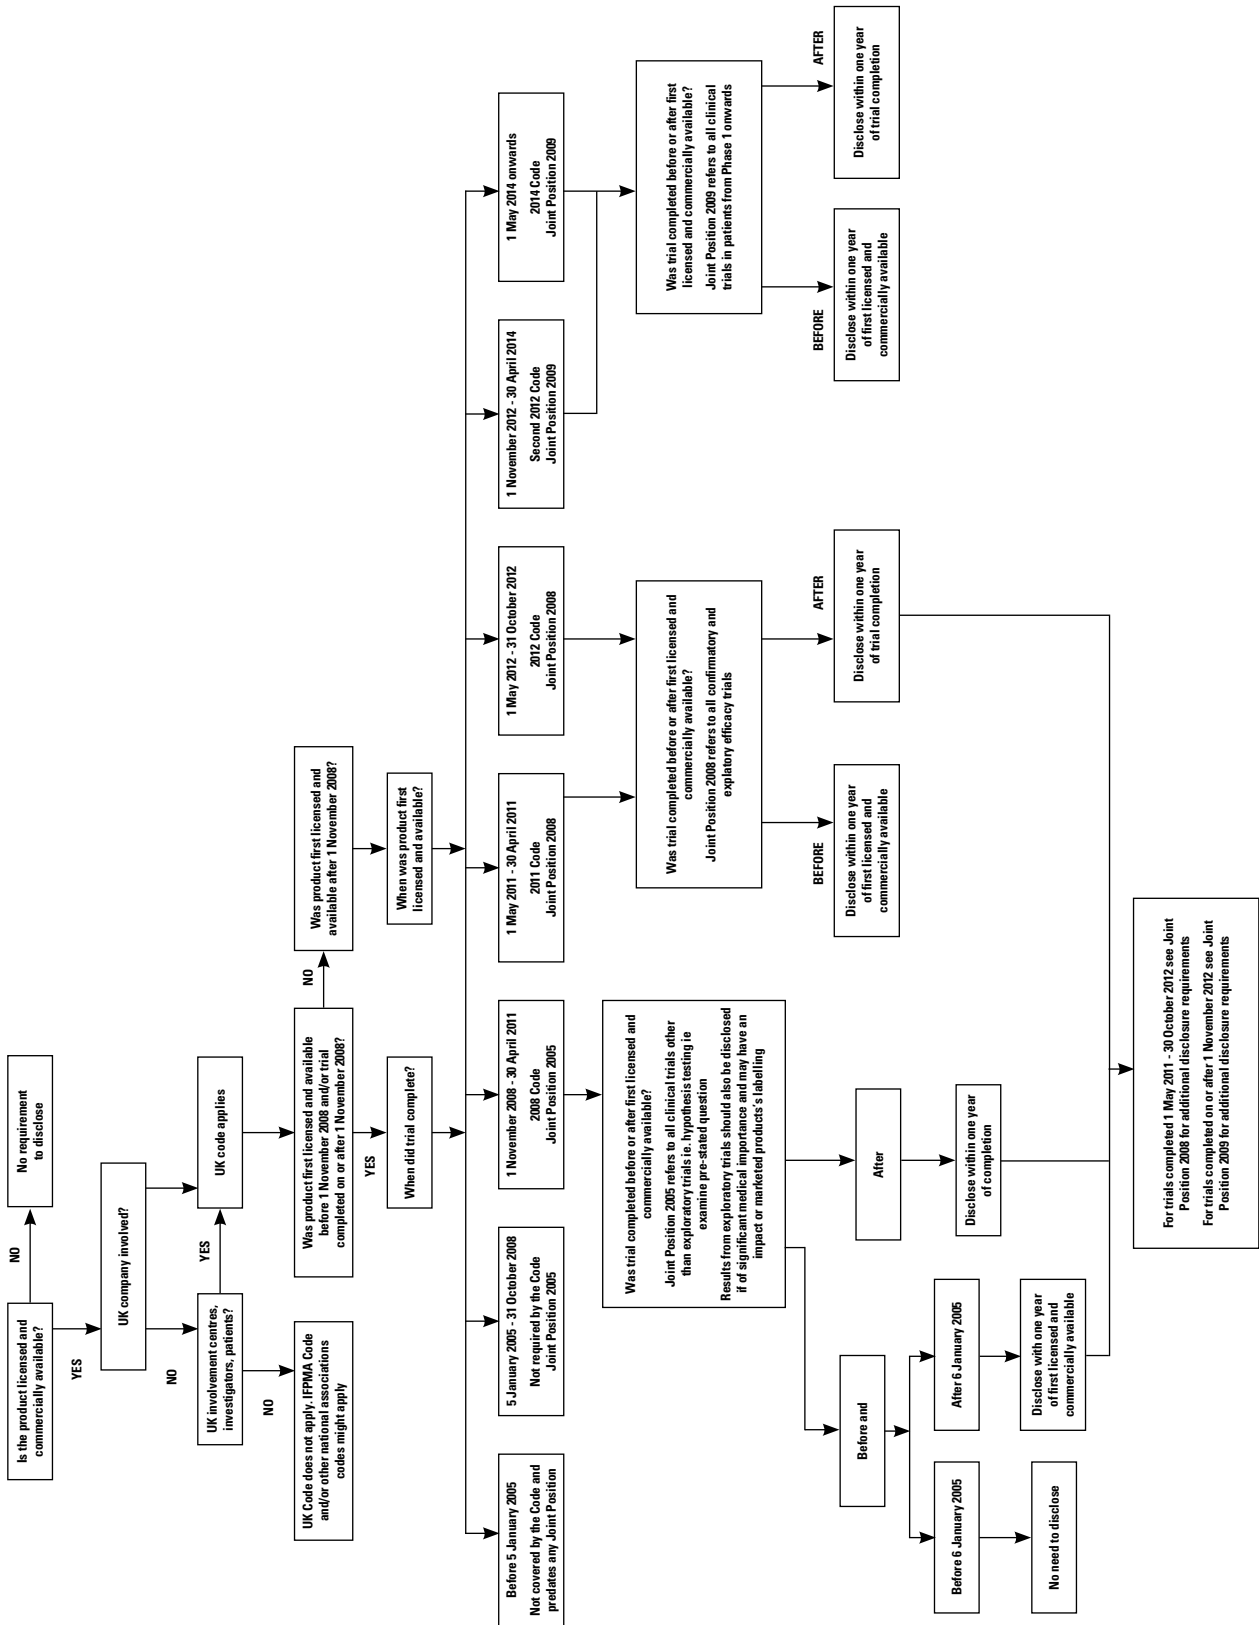 Is the product licensed and
commercially available?
NO
No requirement
to disclose
YES
UK company involved?
NO
UK involvement centres,
investigators, patients?
YES
UK code applies
NO
UK Code does not apply. IFPMA Code
and/or other national associations
codes might apply
Was product first licensed and available
before 1 November 2008 and/or trial
completed on or after 1 November 2008?
NO
Was product first licensed and
available after 1 November 2008?
YES
When did trial complete?
When was product first
licensed and available?
Before 5 January 2005
Not covered by the Code and
predates any Joint Position
5 January 2005 - 31 October 2008
Not required by the Code
Joint Position 2005
1 November 2008 - 30 April 2011
2008 Code
Joint Position 2005
1 May 2011 - 30 April 2011
2011 Code
Joint Position 2008
1 May 2012 - 31 October 2012
2012 Code
Joint Position 2008
1 November 2012 - 30 April 2014
Second 2012 Code
Joint Position 2009
1 May 2014 onwards
2014 Code
Joint Position 2009
Was trial completed before or after first licensed and
commercially available?
Joint Position 2005 refers to all clinical trials other
than exploratory trials ie. hypothesis testing ie
examine pre-stated question
Results from exploratory trials should also be disclosed
if of significant medical importance and may have an
impact or marketed products's labelling
Was trial completed before or after first licensed and
commercially available?
Joint Position 2008 refers to all confirmatory and
explatory efficacy trials
Was trial completed before or after first
licensed and commercially available?
Joint Position 2009 refers to all clinical
trials in patients from Phase 1 onwards
Before and
After
BEFORE
AFTER
BEFORE
AFTER
Disclose within one year
of first licensed and
commercially available
Disclose within one year
of trial completion
Disclose within one year
of first licensed and
commercially available
Disclose within one year
of trial completion
Before 6 January 2005
After 6 January 2005
Disclose within one year
of completion
No need to disclose
Disclose with one year
of first licensed and
commercially available
For trials completed 1 May 2011 - 30 October 2012 see Joint
Position 2008 for additional disclosure requirements
For trials completed on or after 1 November 2012 see Joint
Position 2009 for additional disclosure requirements